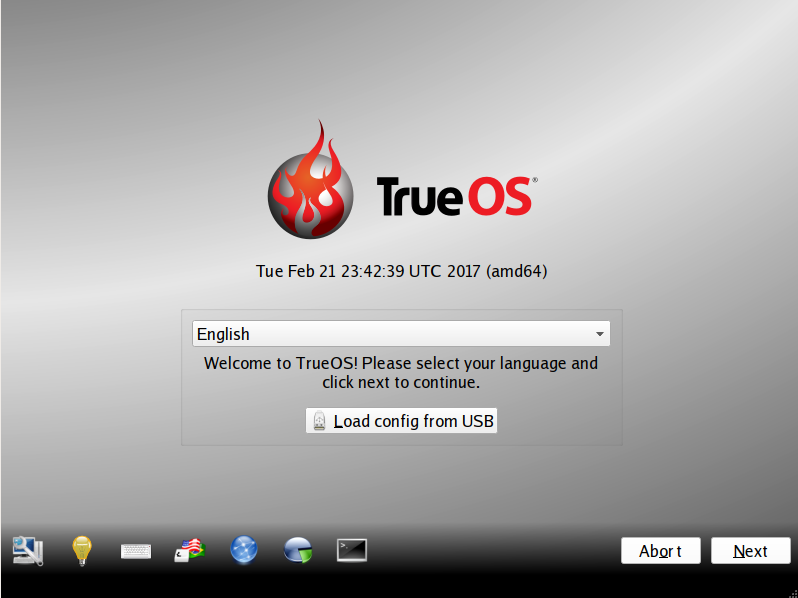 TrueOS®
Tue Feb 21 23:42:39 UTC 2017 (amd64)
English
Welcome to TrueOS! Please select your language and
click next to continue.
Load config from USB
Abort
Next